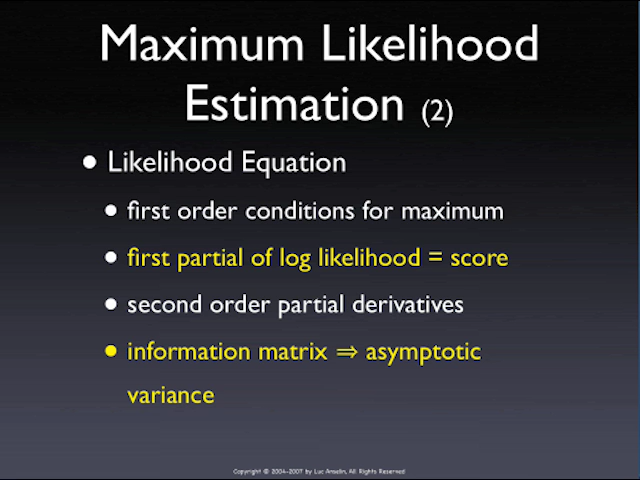 Maximum Likelihood
Estimation (2)
• Likelihood Equation
• first order conditions for maximum
• first partial of log likelihood = score
• second order partial derivatives
• information matrix ⇒ asymptotic
variance
Copyright © 2004-2007 by Luc Anselin, All Rights Reserved